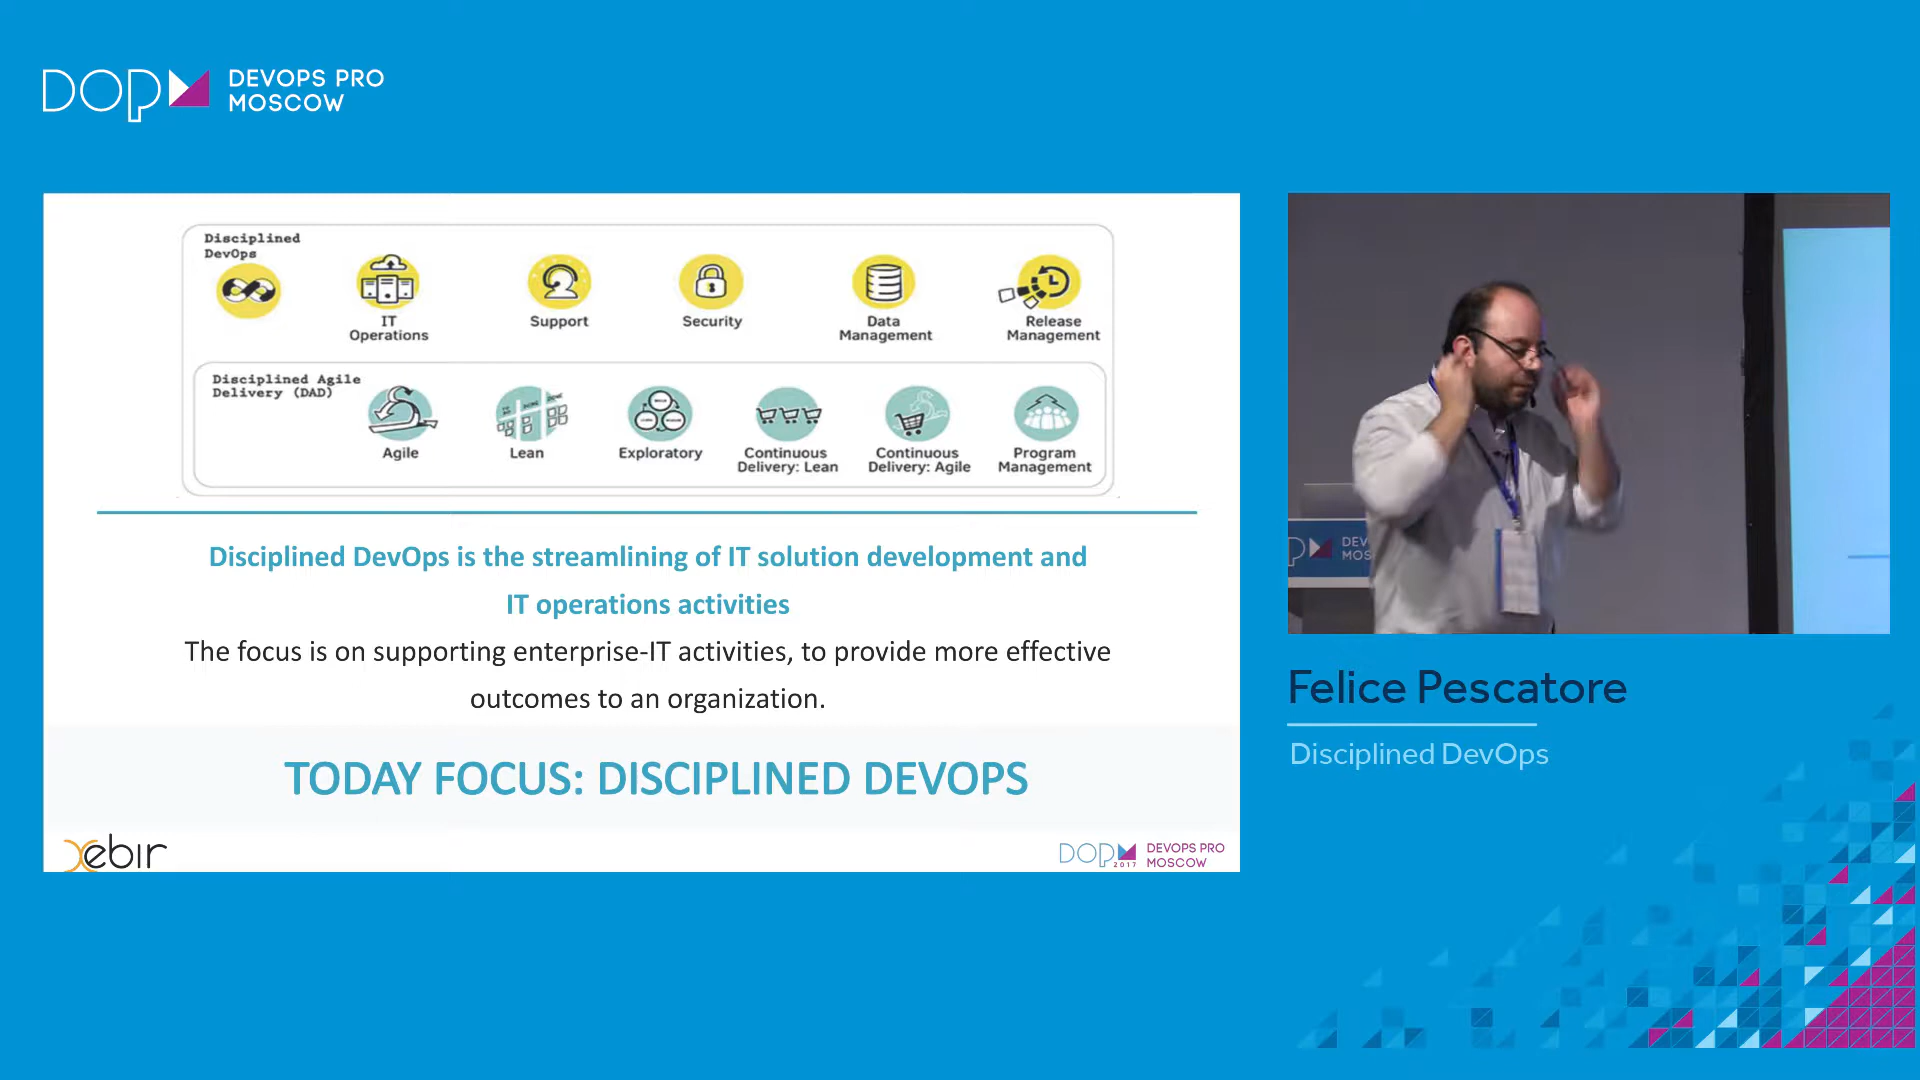 DOP DEVOPS PRO
MOSCOW
Disciplined
DevOps
IT
Operations
Support
Security
Data
Management
Release
Management
Disciplined Agile
Delivery (DAD)
Agile
Lean
Exploratory
Continuous
Delivery: Lean
Continuous
Delivery: Agile
Program
Management
Disciplined DevOps is the streamlining of IT solution development and
IT operations activities
The focus is on supporting enterprise-IT activities, to provide more effective
outcomes to an organization.
TODAY FOCUS: DISCIPLINED DEVOPS
xebir
DOP 2017 DEVOPS PRO
MOSCOW
P DEV
MOS
Felice Pescatore
Disciplined DevOps